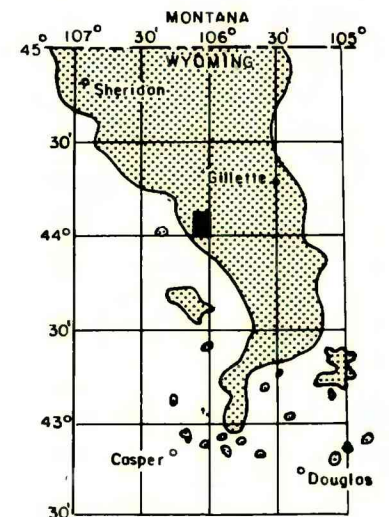 MONTANA
45° 107° 30' 106° 30' 105°
WYOMING
Sheridan
30'
Gillette
44°
30'
43°
Casper
Douglas
30'